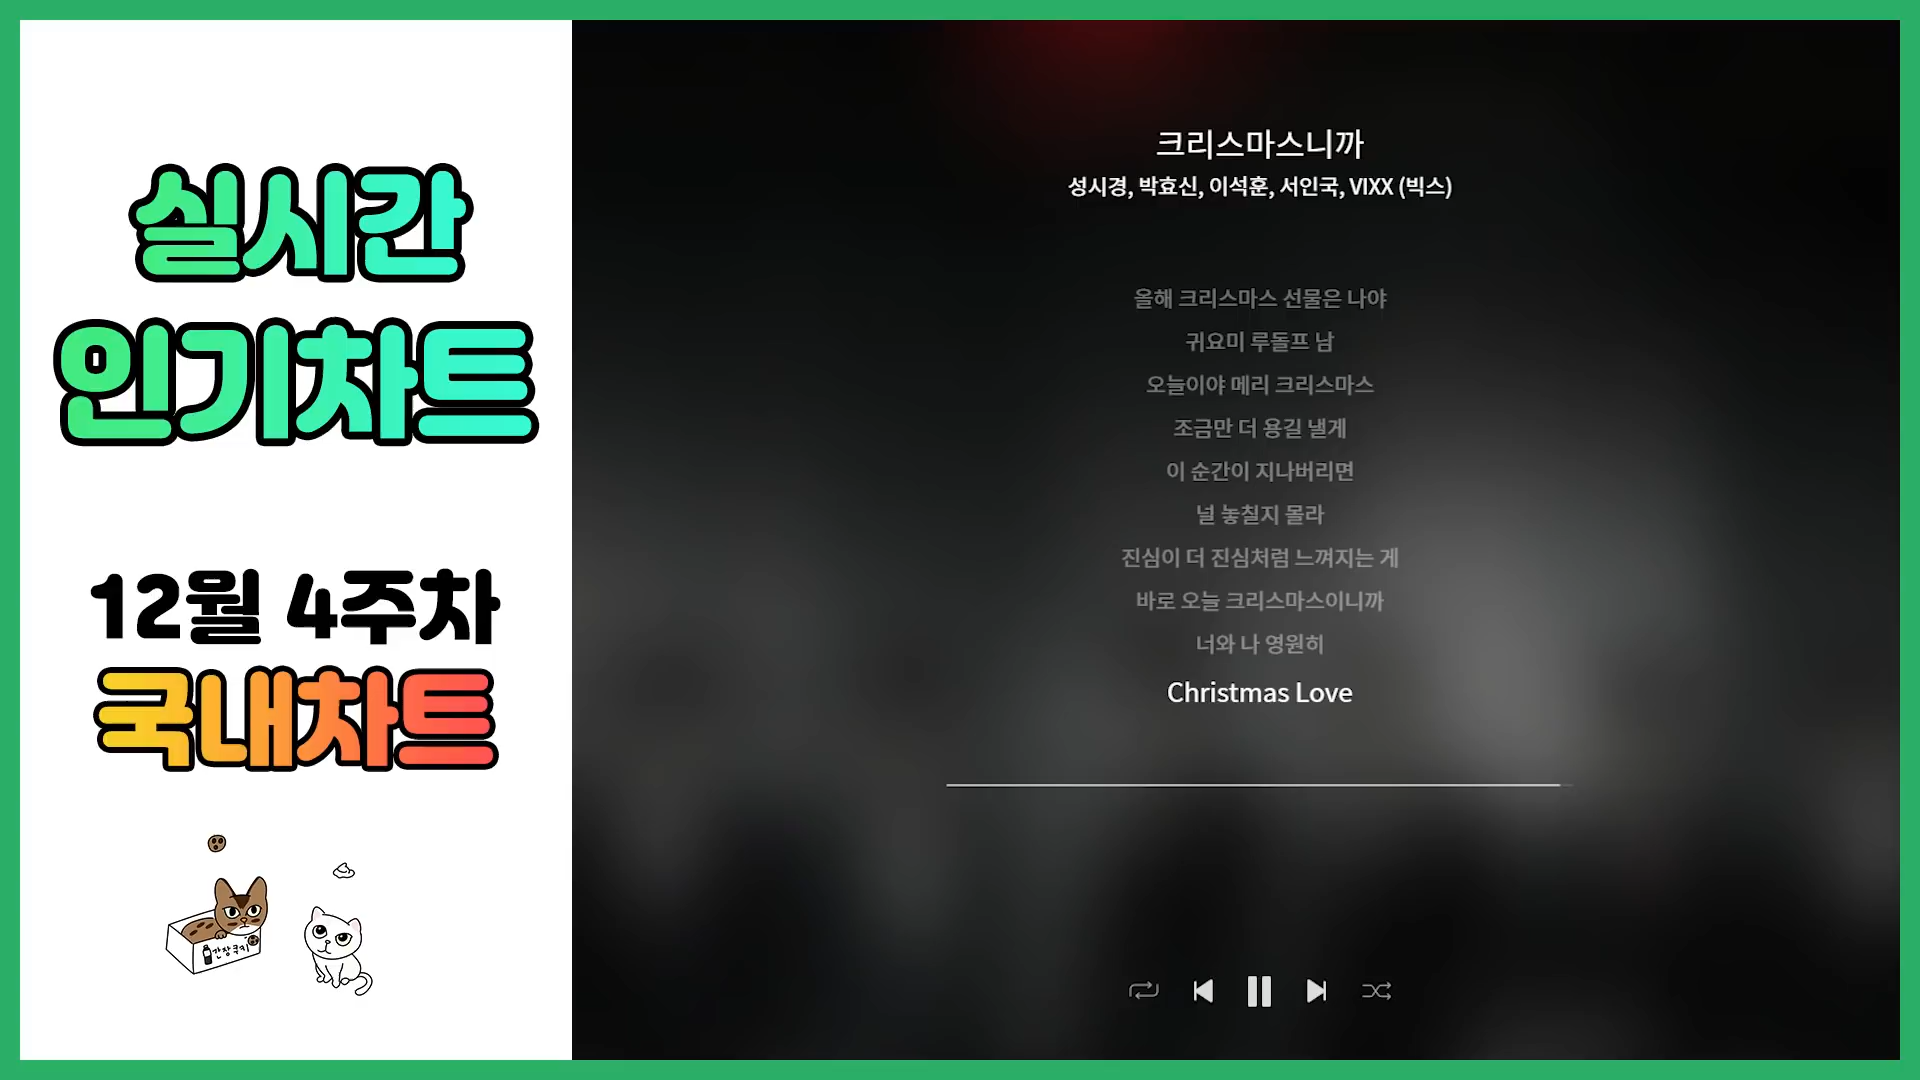 실시간
인기차트
12월 4주차
국내차트
간장쿡키
크리스마스니까
성시경, 박효신, 이석훈, 서인국, VIXX (빅스)
올해 크리스마스 선물은 나야
귀요미 루돌프 남
오늘이야 메리 크리스마스
조금만 더 용길 낼게
이 순간이 지나버리면
널 놓칠지 몰라
진심이 더 진심처럼 느껴지는 게
바로 오늘 크리스마스이니까
너와 나 영원히
Christmas Love